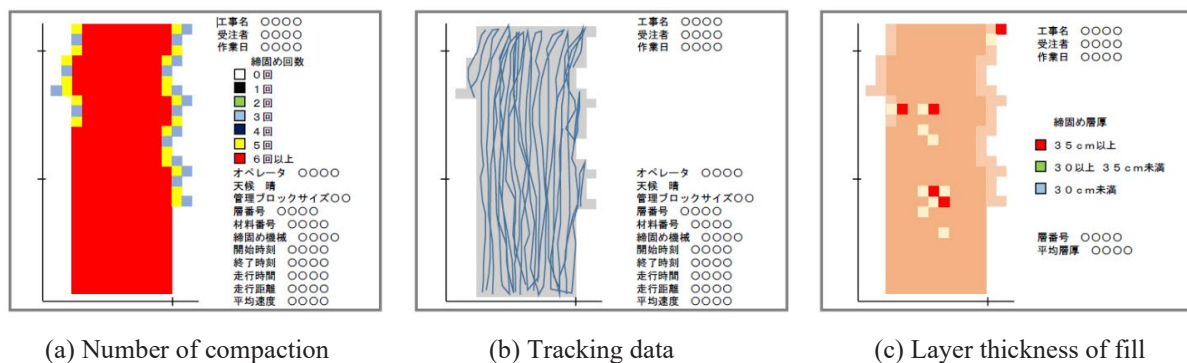 工事名 ○○○○
受注者 ○○○○
作業日 ○○○○
締固め回数
0回
1回
2回
3回
4回
5回
6回以上
オペレータ ○○○○
天候 晴
管理ブロックサイズ○○
層番号 ○○○○
材料番号 ○○○○
締固め機械 ○○○○
開始時刻 ○○○○
終了時刻 ○○○○
走行時間 ○○○○
走行距離 ○○○○
平均速度 ○○○○
(a) Number of compaction
工事名 ○○○○
受注者 ○○○○
作業日 ○○○○
オペレータ ○○○○
天候 晴
管理ブロックサイズ○○
層番号 ○○○○
材料番号 ○○○○
締固め機械 ○○○○
開始時刻 ○○○○
終了時刻 ○○○○
走行時間 ○○○○
走行距離 ○○○○
平均速度 ○○○○
(b) Tracking data
工事名 ○○○○
受注者 ○○○○
作業日 ○○○○
締固め層厚
35cm以上
30以上 35cm未満
30cm未満
層番号 ○○○○
平均層厚 ○○○○
(c) Layer thickness of fill